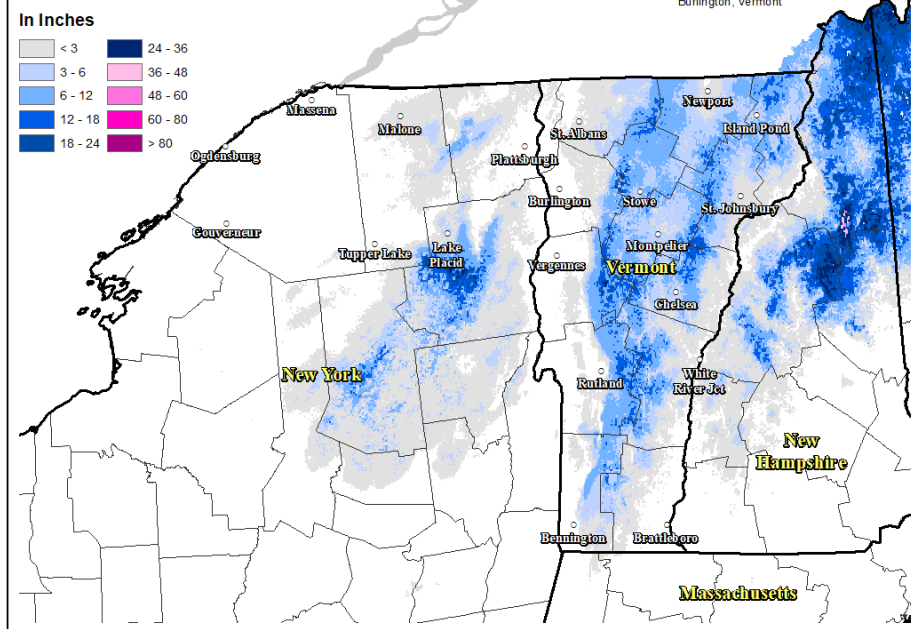 Burlington, Vermont
In Inches
< 3
24 - 36
3 - 6
36 - 48
6 - 12
48 - 60
12 - 18
60 - 80
18 - 24
> 80
Massena
Malone
Newport
St. Albans
Island Pond
Ogdensburg
Plattsburgh
Burlington
Stowe
St. Johnsbury
Gouverneur
Tupper Lake
Lake
Placid
Montpelier
Vergennes
Vermont
Chelsea
New York
Rutland
White
River Jct
New
Hampshire
Bennington
Brattleboro
Massachusetts